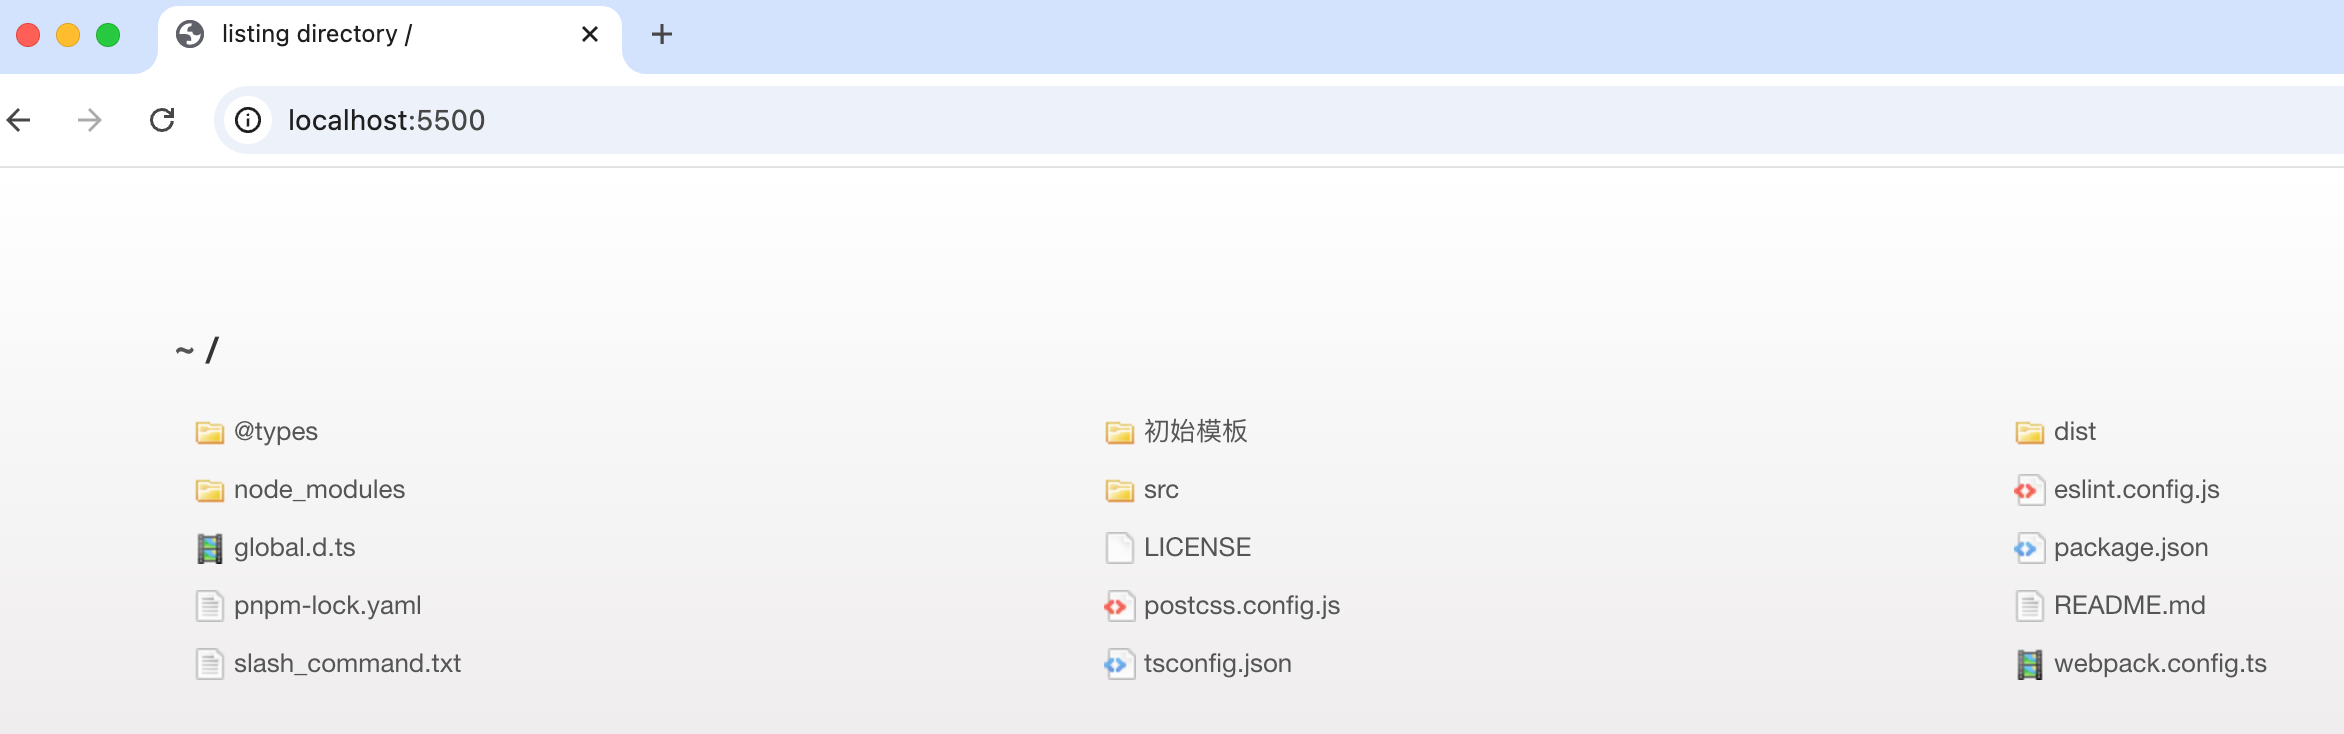 listing directory /
localhost:5500
~ /
@types
初始模板
dist
node_modules
src
eslint.config.js
global.d.ts
LICENSE
package.json
pnpm-lock.yaml
postcss.config.js
README.md
slash_command.txt
tsconfig.json
webpack.config.ts